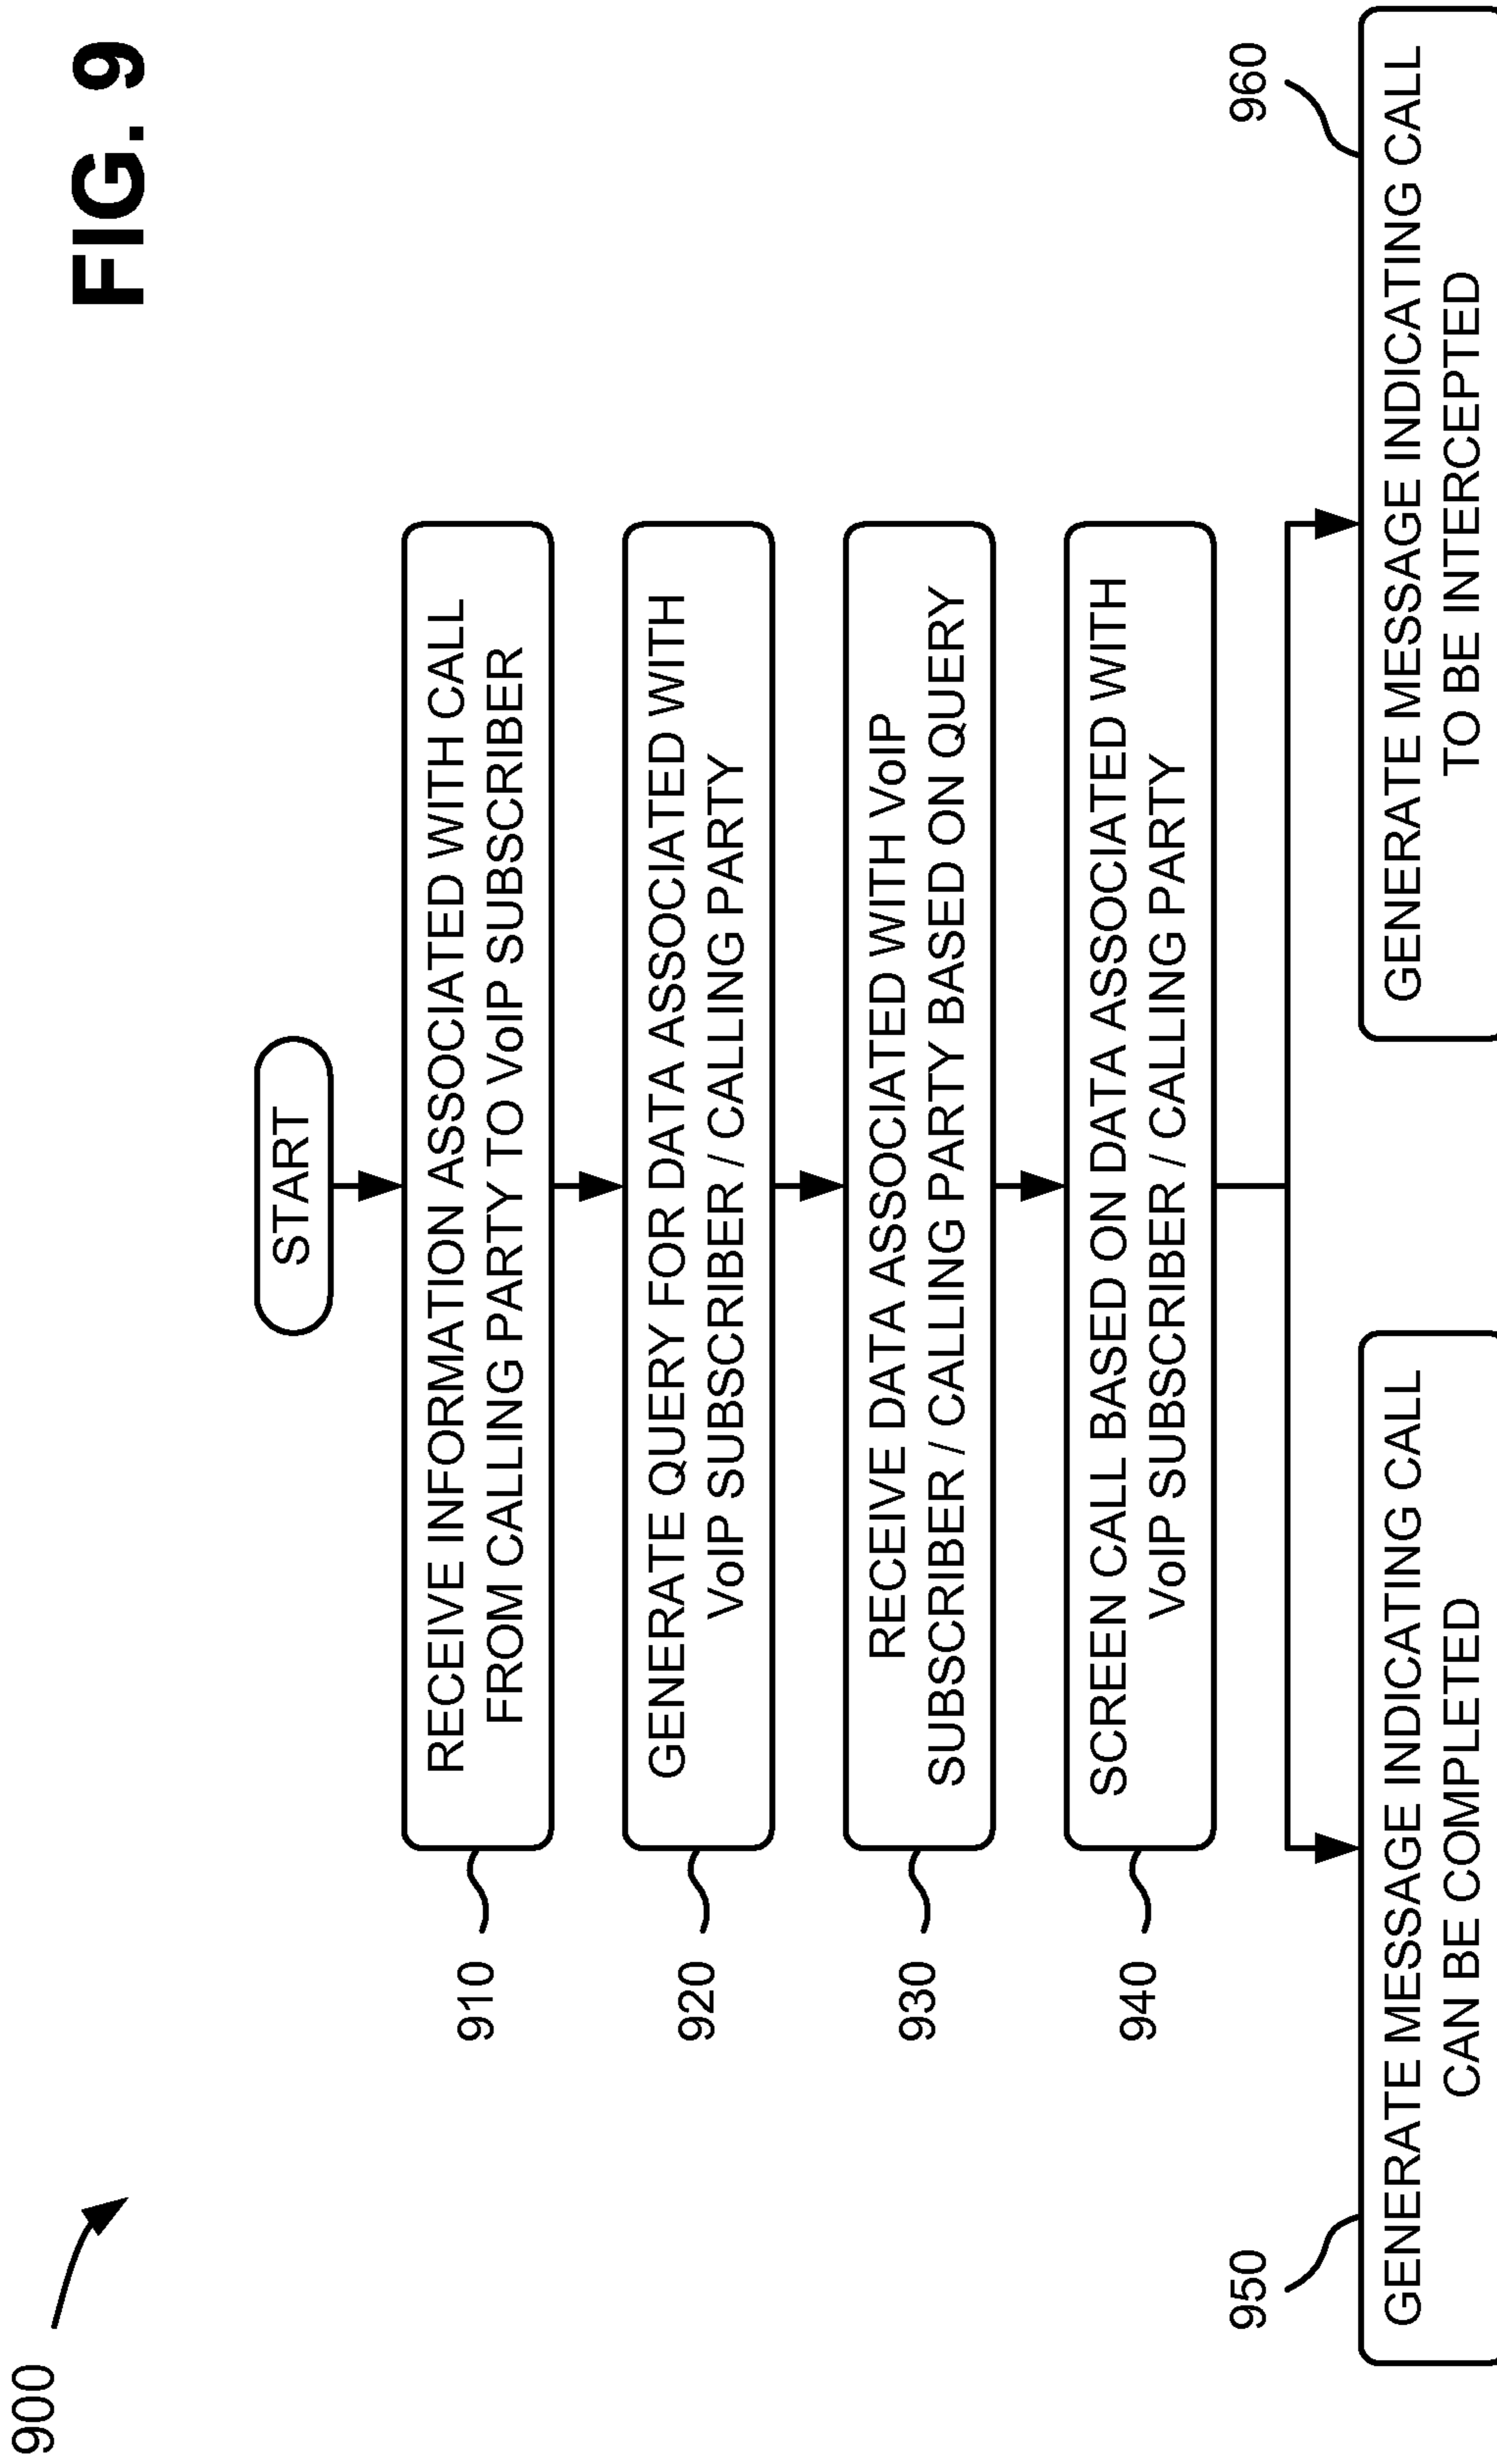 FIG. 9
900
START
910
RECEIVE INFORMATION ASSOCIATED WITH CALL
FROM CALLING PARTY TO VoIP SUBSCRIBER
920
GENERATE QUERY FOR DATA ASSOCIATED WITH
VoIP SUBSCRIBER / CALLING PARTY
930
RECEIVE DATA ASSOCIATED WITH VoIP
SUBSCRIBER / CALLING PARTY BASED ON QUERY
940
SCREEN CALL BASED ON DATA ASSOCIATED WITH
VoIP SUBSCRIBER / CALLING PARTY
950
GENERATE MESSAGE INDICATING CALL
CAN BE COMPLETED
960
GENERATE MESSAGE INDICATING CALL
TO BE INTERCEPTED